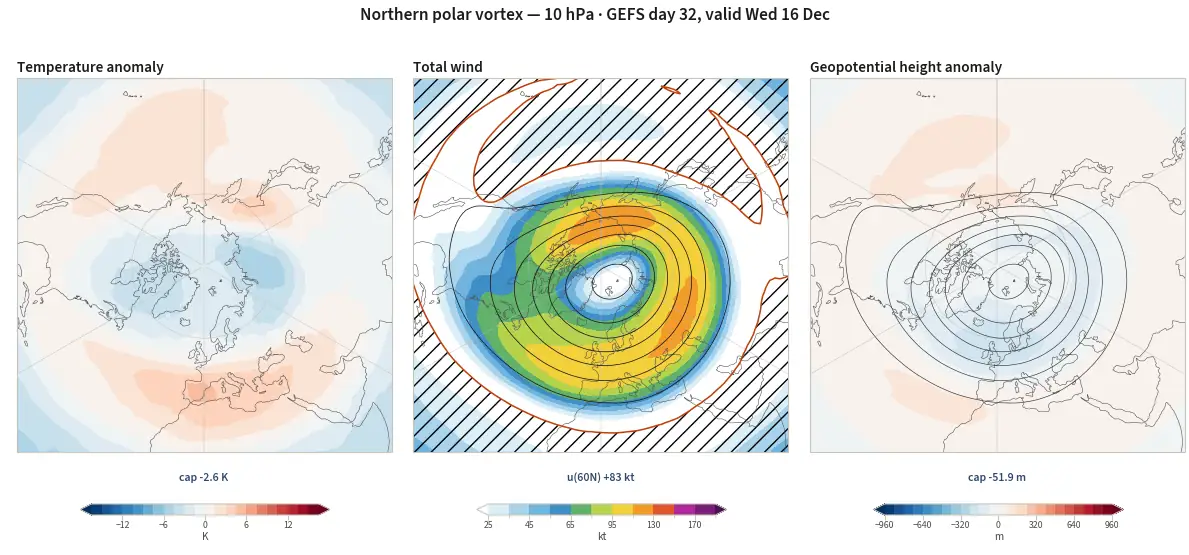 Northern polar vortex — 10 hPa · GEFS day 32, valid Wed 16 Dec
Temperature anomaly
Total wind
Geopotential height anomaly
cap -2.6 K
u(60N) +83 kt
cap -51.9 m
−12 −6 0 6 12
K
25 45 65 95 130 170
kt
−960 −640 −320 0 320 640 960
m